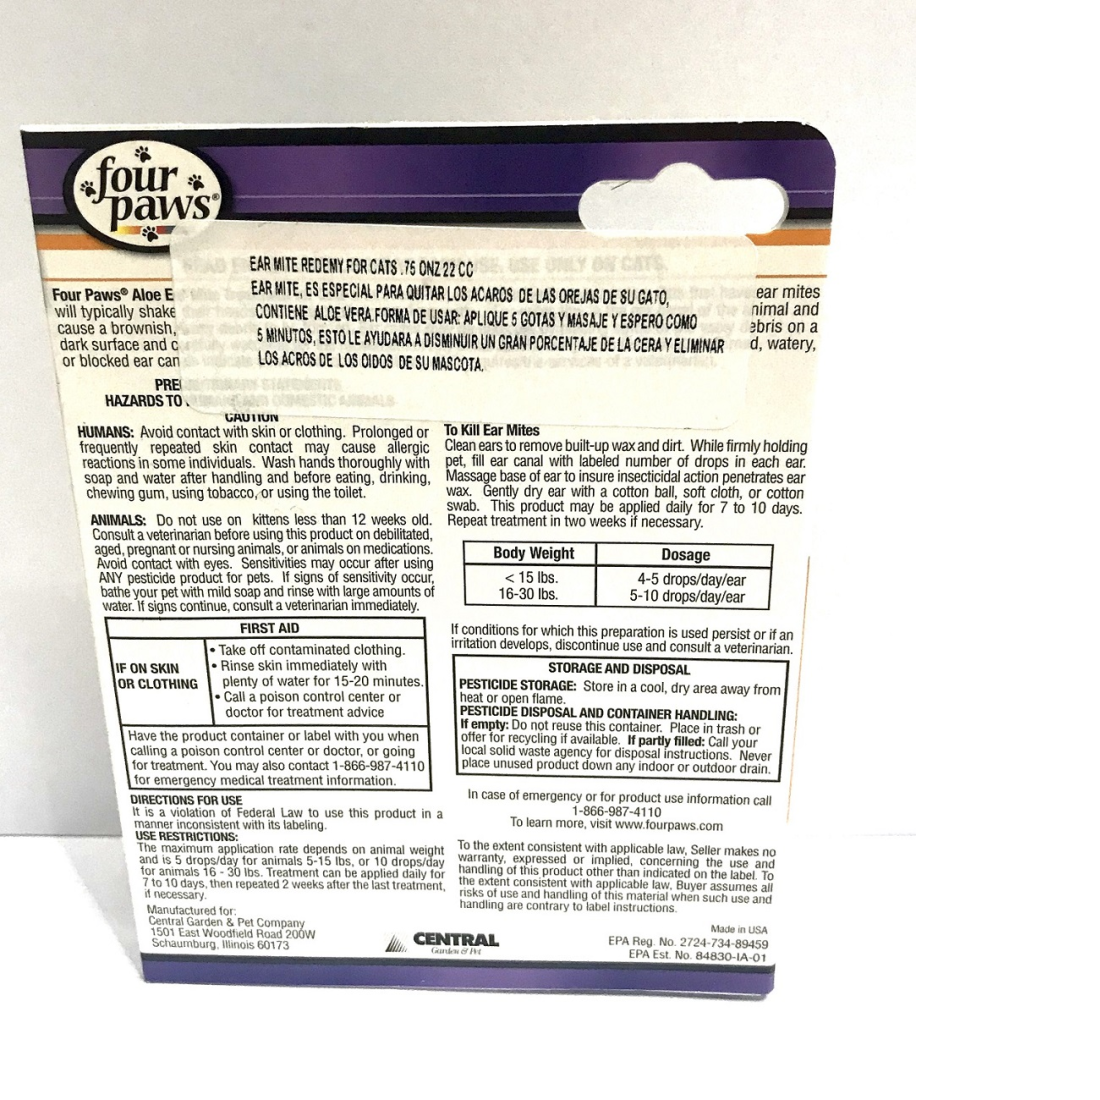 four
paws®
EAR MITE REDEMY FOR CATS .75 ONZ 22 CC
EAR MITE, ES ESPECIAL PARA QUITAR LOS ACAROS DE LAS OREJAS DE SU GATO,
CONTIENE ALOE VERA.FORMA DE USAR: APLIQUE 5 GOTAS Y MASAJE Y ESPERO COMO
5 MINUTOS, ESTO LE AYUDARA A DISMINUIR UN GRAN PORCENTAJE DE LA CERA Y ELIMINAR
LOS ACROS DE LOS OIDOS DE SU MASCOTA.
USE ONLY ON CATS.
Four Paws® Aloe E
ear mites
will typically shake
nimal and
cause a brownish,
ebris on a
dark surface and c
d, watery,
or blocked ear can
PRECAUTIONARY STATEMENTS
HAZARDS TO HUMANS AND DOMESTIC ANIMALS
CAUTION
HUMANS: Avoid contact with skin or clothing. Prolonged or
frequently repeated skin contact may cause allergic
reactions in some individuals. Wash hands thoroughly with
soap and water after handling and before eating, drinking,
chewing gum, using tobacco, or using the toilet.
ANIMALS: Do not use on kittens less than 12 weeks old.
Consult a veterinarian before using this product on debilitated,
aged, pregnant or nursing animals, or animals on medications.
Avoid contact with eyes. Sensitivities may occur after using
ANY pesticide product for pets. If signs of sensitivity occur,
bathe your pet with mild soap and rinse with large amounts of
water. If signs continue, consult a veterinarian immediately.
FIRST AID
IF ON SKIN
OR CLOTHING
• Take off contaminated clothing.
• Rinse skin immediately with
plenty of water for 15-20 minutes.
• Call a poison control center or
doctor for treatment advice
Have the product container or label with you when
calling a poison control center or doctor, or going
for treatment. You may also contact 1-866-987-4110
for emergency medical treatment information.
DIRECTIONS FOR USE
It is a violation of Federal Law to use this product in a
manner inconsistent with its labeling.
USE RESTRICTIONS:
The maximum application rate depends on animal weight
and is 5 drops/day for animals 5-15 lbs, or 10 drops/day
for animals 16 - 30 lbs. Treatment can be applied daily for
7 to 10 days, then repeated 2 weeks after the last treatment,
if necessary.
Manufactured for:
Central Garden & Pet Company
1501 East Woodfield Road 200W
Schaumburg, Illinois 60173
To Kill Ear Mites
Clean ears to remove built-up wax and dirt. While firmly holding
pet, fill ear canal with labeled number of drops in each ear.
Massage base of ear to insure insecticidal action penetrates ear
wax. Gently dry ear with a cotton ball, soft cloth, or cotton
swab. This product may be applied daily for 7 to 10 days.
Repeat treatment in two weeks if necessary.
Body Weight Dosage
< 15 lbs. 4-5 drops/day/ear
16-30 lbs. 5-10 drops/day/ear
If conditions for which this preparation is used persist or if an
irritation develops, discontinue use and consult a veterinarian.
STORAGE AND DISPOSAL
PESTICIDE STORAGE: Store in a cool, dry area away from
heat or open flame.
PESTICIDE DISPOSAL AND CONTAINER HANDLING:
If empty: Do not reuse this container. Place in trash or
offer for recycling if available. If partly filled: Call your
local solid waste agency for disposal instructions. Never
place unused product down any indoor or outdoor drain.
In case of emergency or for product use information call
1-866-987-4110
To learn more, visit www.fourpaws.com
To the extent consistent with applicable law, Seller makes no
warranty, expressed or implied, concerning the use and
handling of this product other than indicated on the label. To
the extent consistent with applicable law, Buyer assumes all
risks of use and handling of this material when such use and
handling are contrary to label instructions.
CENTRAL
Garden & Pet
Made in USA
EPA Reg. No. 2724-734-89459
EPA Est. No. 84830-IA-01